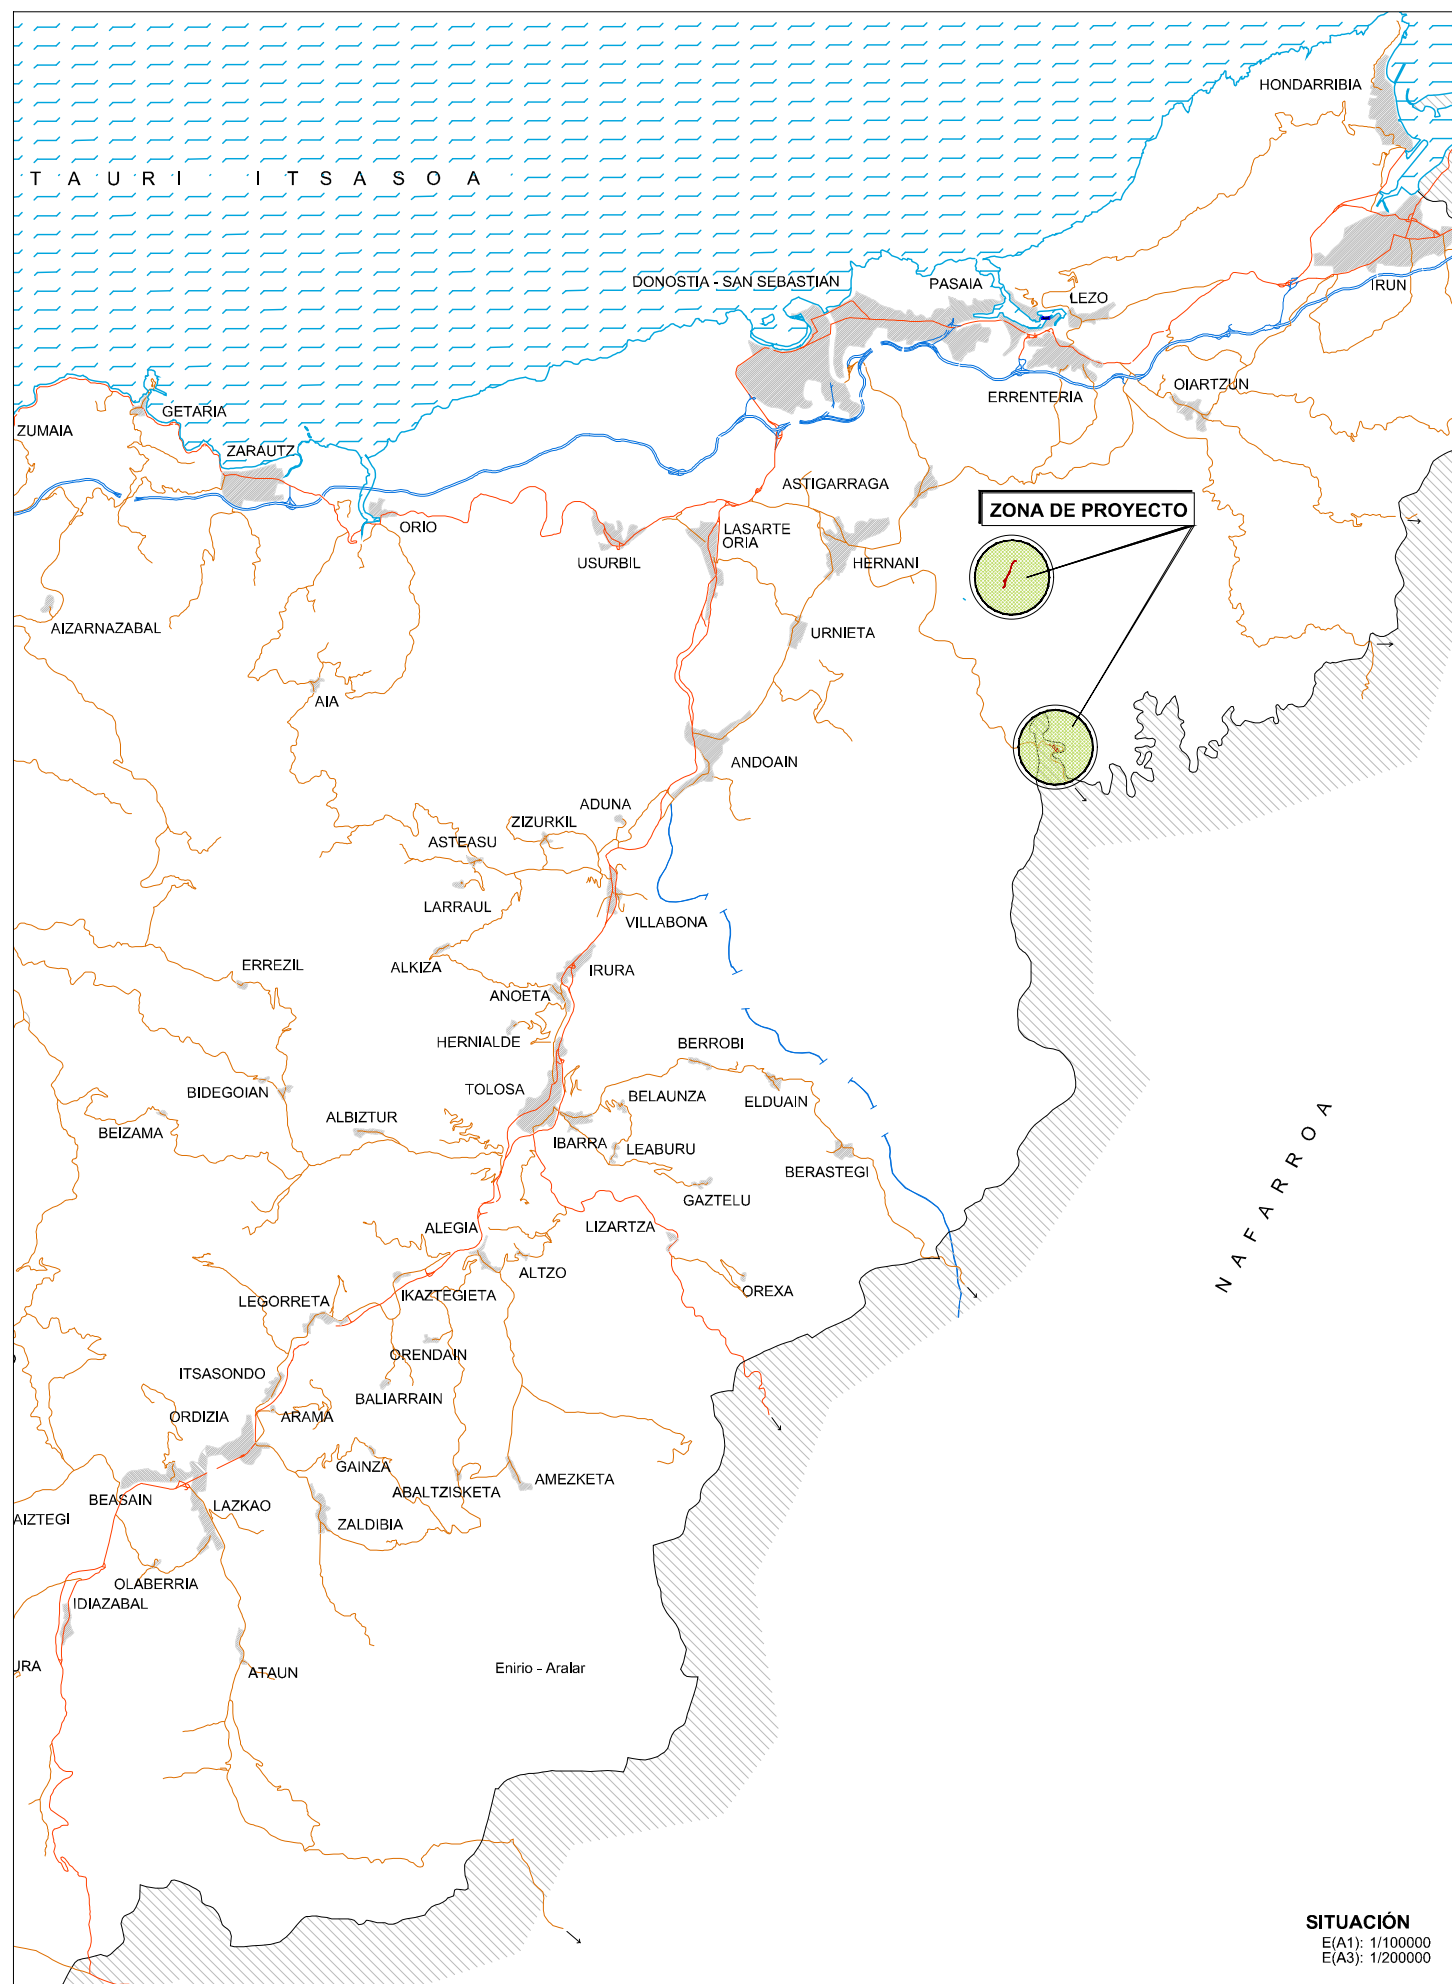 HONDARRIBIA
TAURI ITSASOA
DONOSTIA - SAN SEBASTIAN
PASAIA
LEZO
IRUN
OIARTZUN
ERRENTERIA
GETARIA
ZUMAIA
ZARAUTZ
ASTIGARRAGA
ZONA DE PROYECTO
ORIO
LASARTE
ORIA
USURBIL
HERNANI
AIZARNAZABAL
URNIETA
AIA
ANDOAIN
ADUNA
ZIZURKIL
ASTEASU
LARRAUL
VILLABONA
ERREZIL
ALKIZA
IRURA
ANOETA
HERNIALDE
BERROBI
TOLOSA
BIDEGOIAN
BELAUNZA
ELDUAIN
ALBIZTUR
BEIZAMA
IBARRA
LEABURU
BERASTEGI
NAFARROA
GAZTELU
ALEGIA
LIZARTZA
ALTZO
OREXA
IKAZTEGIETA
LEGORRETA
ORENDAIN
ITSASONDO
BALIARRAIN
ORDIZIA
ARAMA
GAINZA
AMEZKETA
ABALTZISKETA
BEASAIN
LAZKAO
AIZTEGI
ZALDIBIA
OLABERRIA
IDIAZABAL
URA
ATAUN
Enirio - Aralar
SITUACIÓN
E(A1): 1/100000
E(A3): 1/200000